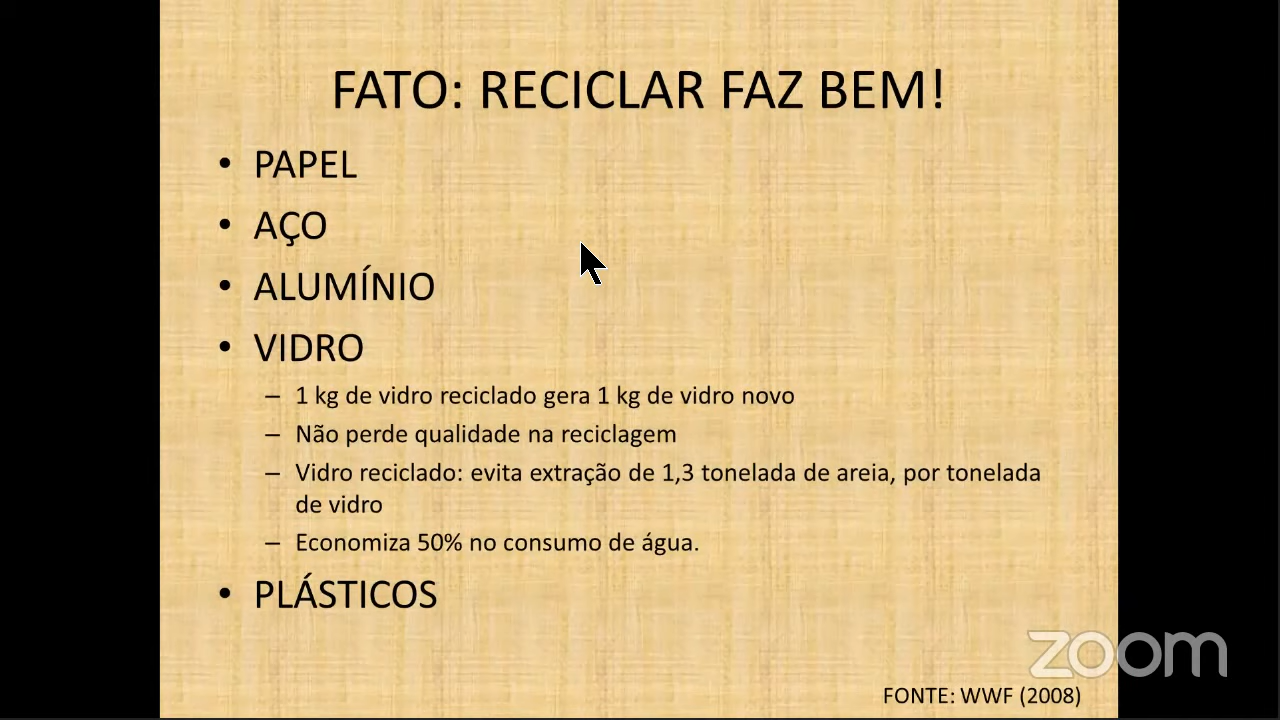 FATO: RECICLAR FAZ BEM!
• PAPEL
• AÇO
• ALUMÍNIO
• VIDRO
– 1 kg de vidro reciclado gera 1 kg de vidro novo
– Não perde qualidade na reciclagem
– Vidro reciclado: evita extração de 1,3 tonelada de areia, por tonelada
de vidro
– Economiza 50% no consumo de água.
• PLÁSTICOS
zoom
FONTE: WWF (2008)